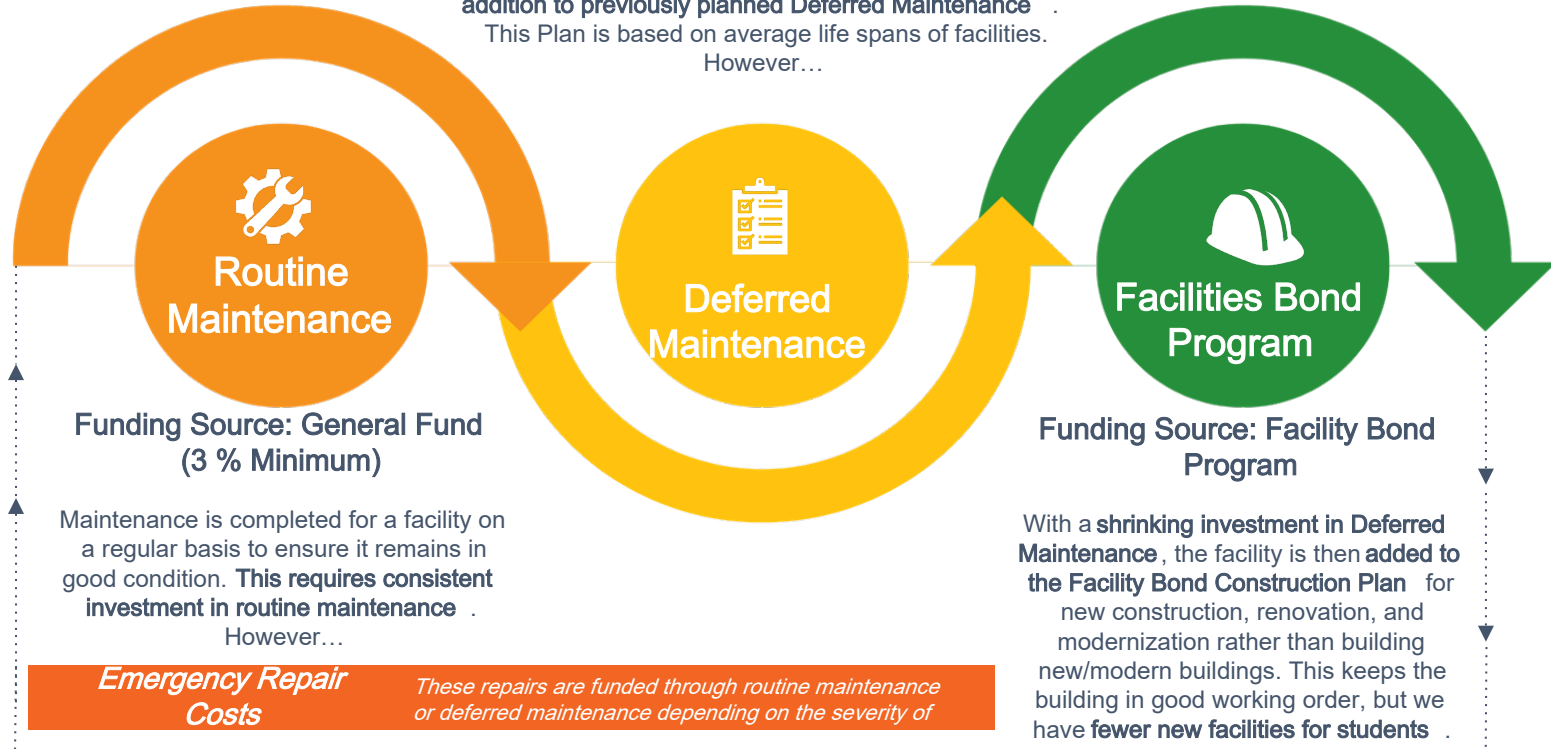 addition to previously planned Deferred Maintenance .
This Plan is based on average life spans of facilities.
However…
Routine
Maintenance
Deferred
Maintenance
Facilities Bond
Program
Funding Source: General Fund
(3 % Minimum)
Maintenance is completed for a facility on
a regular basis to ensure it remains in
good condition. This requires consistent
investment in routine maintenance .
However…
Funding Source: Facility Bond
Program
With a shrinking investment in Deferred
Maintenance , the facility is then added to
the Facility Bond Construction Plan for
new construction, renovation, and
modernization rather than building
new/modern buildings. This keeps the
building in good working order, but we
have fewer new facilities for students .
Emergency Repair
Costs
These repairs are funded through routine maintenance
or deferred maintenance depending on the severity of